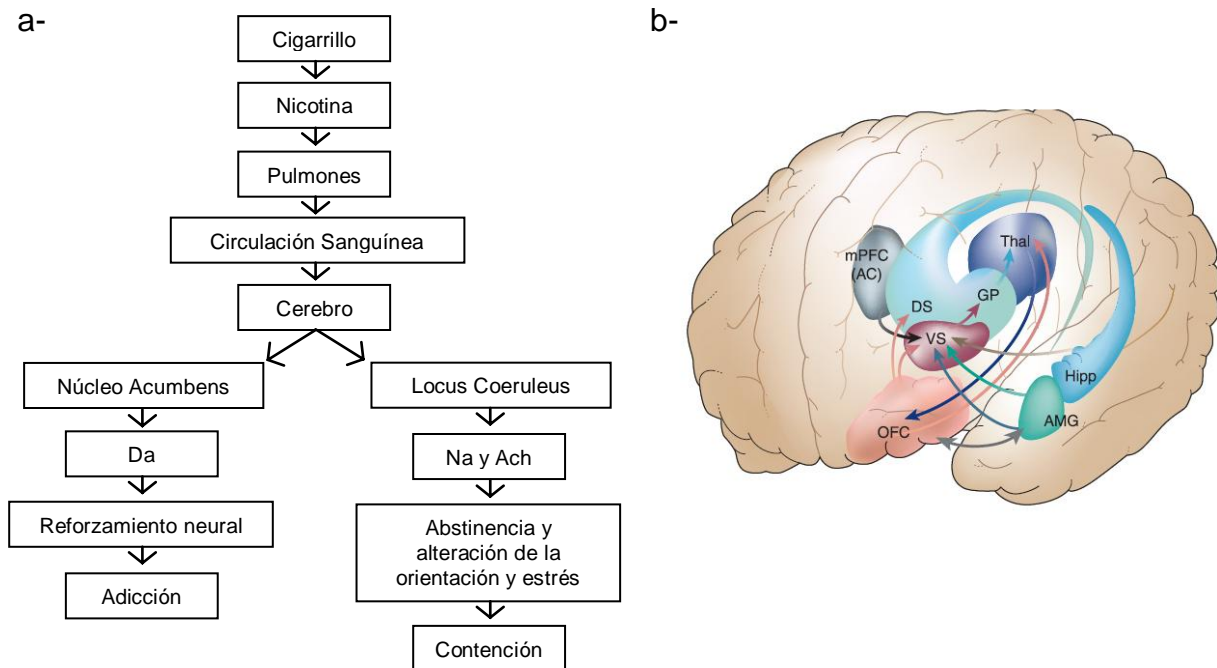 a-
Cigarrillo
Nicotina
Pulmones
Circulación Sanguínea
Cerebro
Núcleo Acumbens
Da
Reforzamiento neural
Adicción
Locus Coeruleus
Na y Ach
Abstinencia y
alteración de la
orientación y estrés
Contención
b-
mPFC
(AC)
Thal
DS
GP
VS
OFC
Hipp
AMG